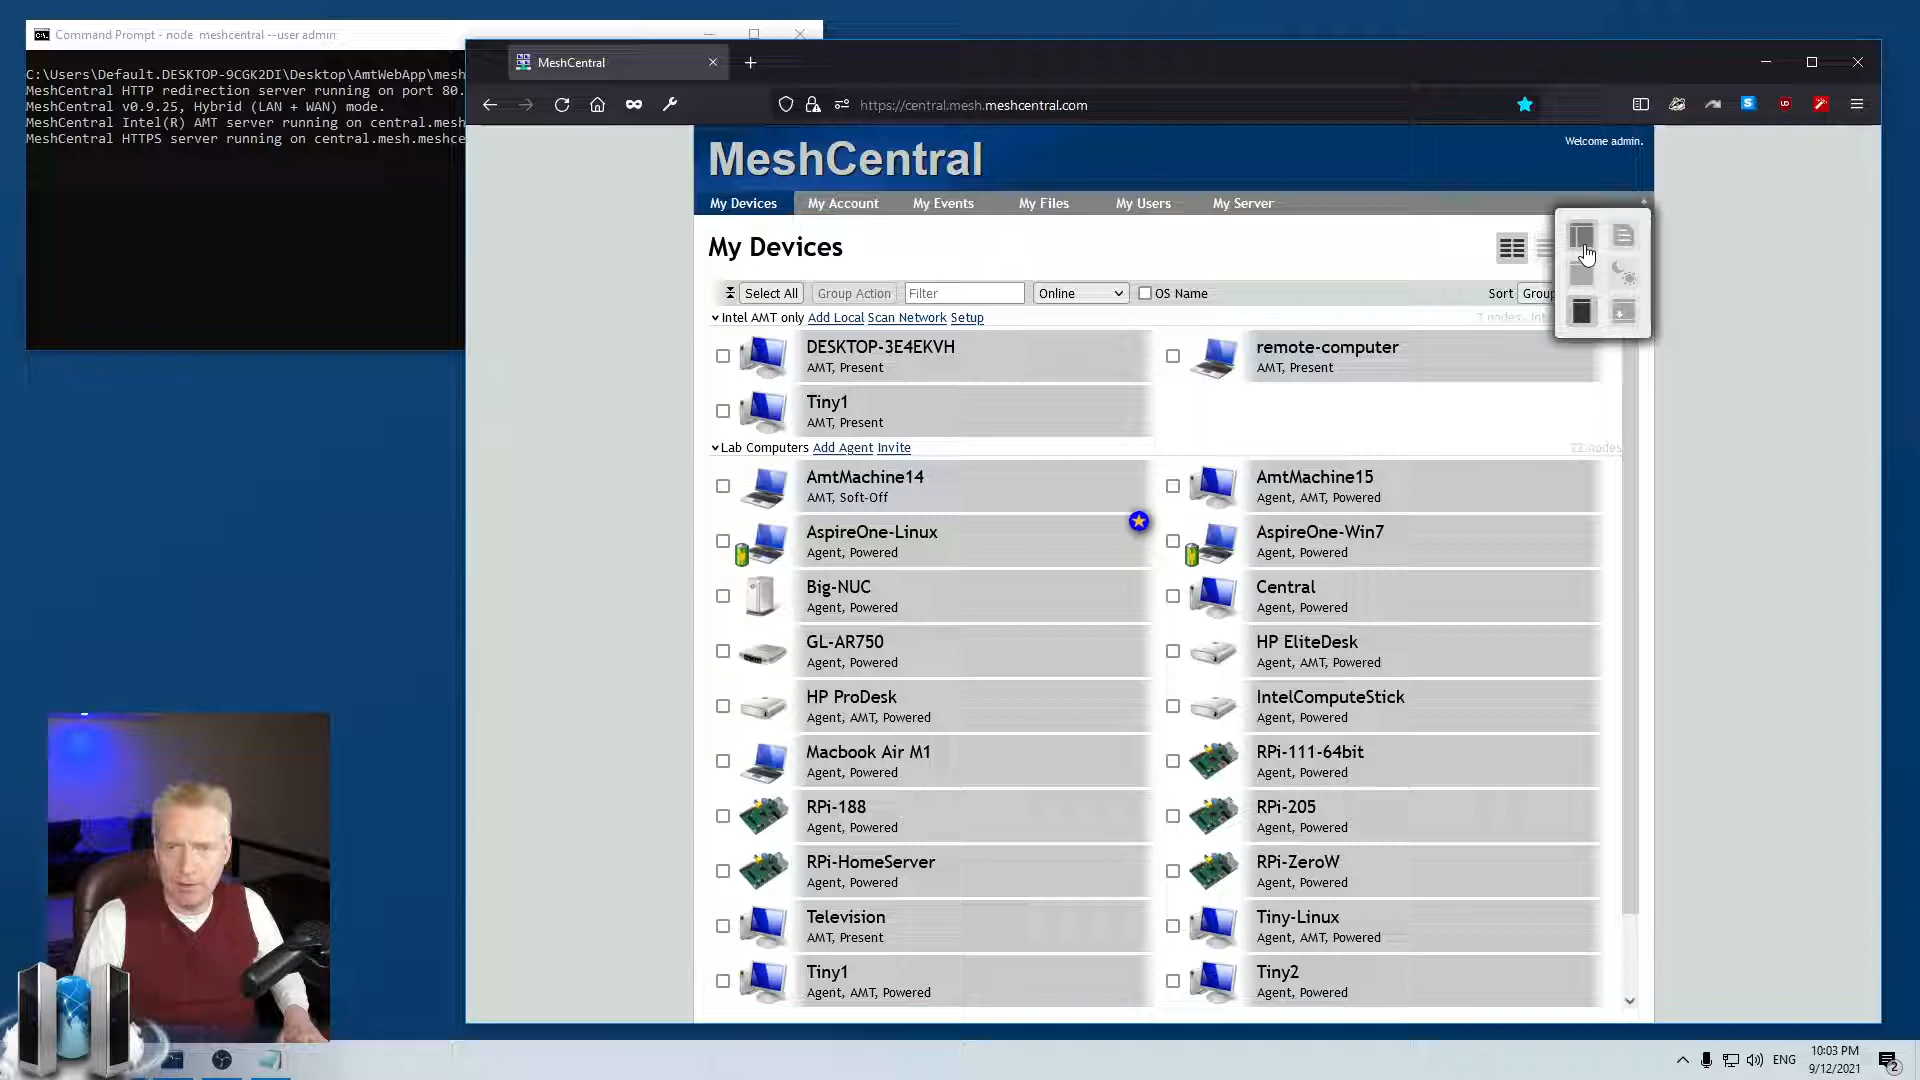 Command Prompt - node meshcentral --user admin
C:\Users\Default.DESKTOP-9CGK2DI\Desktop\AmtWebApp\mesh
MeshCentral HTTP redirection server running on port 80.
MeshCentral v0.9.25, Hybrid (LAN + WAN) mode.
MeshCentral Intel(R) AMT server running on central.mesh
MeshCentral HTTPS server running on central.mesh.meshce
MeshCentral
https://central.mesh.meshcentral.com
Welcome admin.
MeshCentral
My Devices My Account My Events My Files My Users My Server
My Devices
Select All Group Action Filter Online OS Name Sort Group
Intel AMT only Add Local Scan Network Setup
DESKTOP-3E4EKVH
AMT, Present
remote-computer
AMT, Present
Tiny1
AMT, Present
Lab Computers Add Agent Invite
22 nodes
AmtMachine14
AMT, Soft-Off
AmtMachine15
Agent, AMT, Powered
AspireOne-Linux
Agent, Powered
AspireOne-Win7
Agent, Powered
Big-NUC
Agent, Powered
Central
Agent, Powered
GL-AR750
Agent, Powered
HP EliteDesk
Agent, AMT, Powered
HP ProDesk
Agent, AMT, Powered
IntelComputeStick
Agent, Powered
Macbook Air M1
Agent, Powered
RPi-111-64bit
Agent, Powered
RPi-188
Agent, Powered
RPi-205
Agent, Powered
RPi-HomeServer
Agent, Powered
RPi-ZeroW
Agent, Powered
Television
AMT, Present
Tiny-Linux
Agent, AMT, Powered
Tiny1
Agent, AMT, Powered
Tiny2
Agent, Powered
ENG
10:03 PM
9/12/2021
2